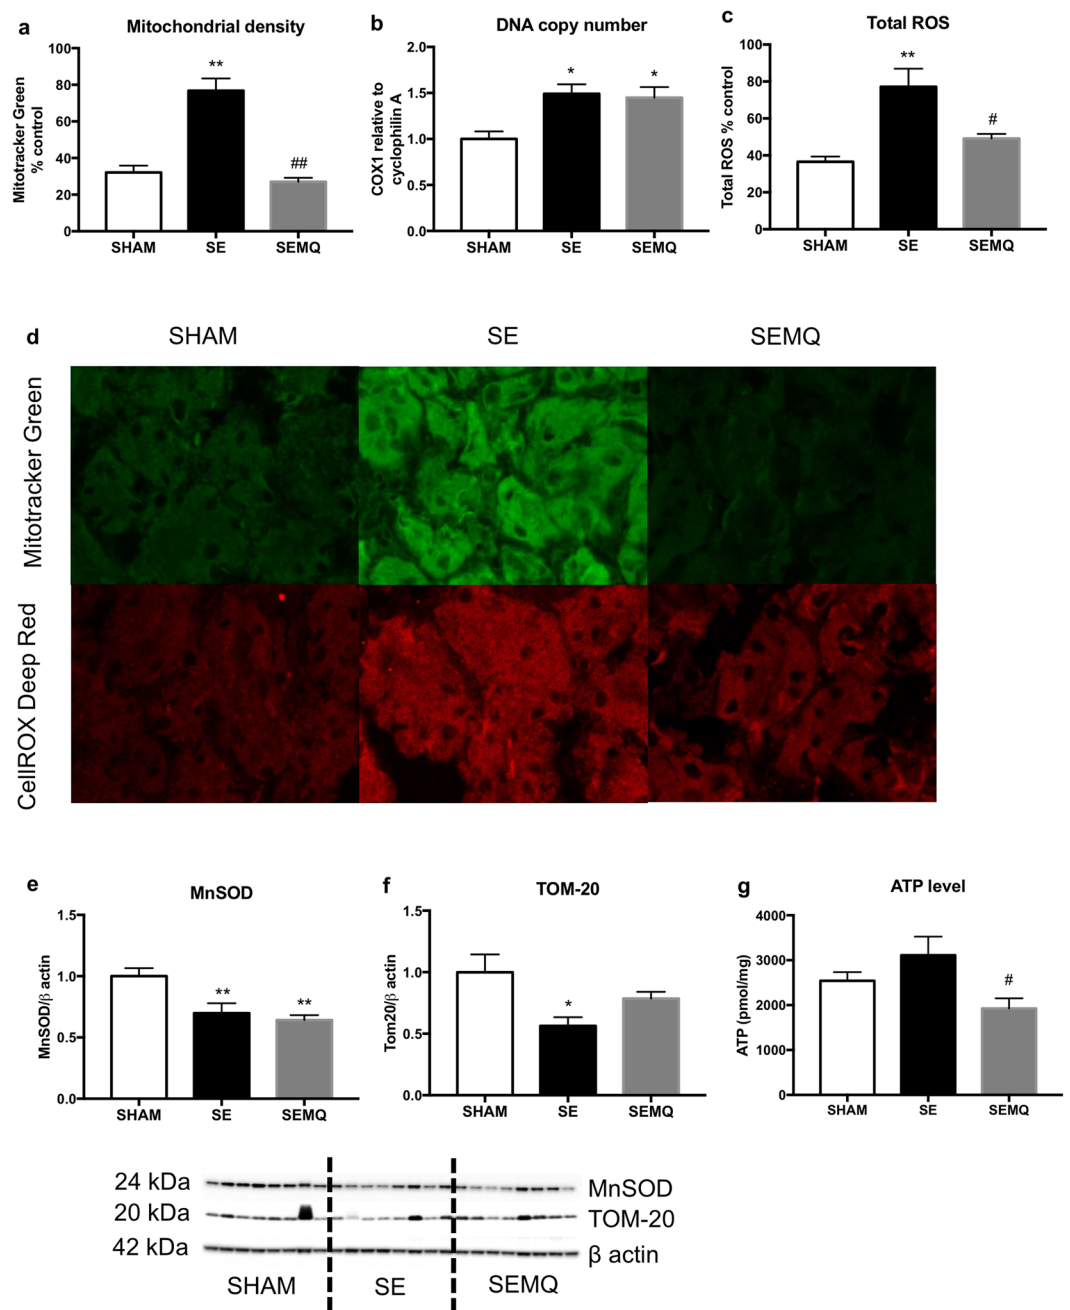 a
Mitochondrial density
Mitotracker Green
% control
100
80
60
40
20
0
**
##
SHAM
SE
SEMQ
b
DNA copy number
COX1 relative to
cyclophilin A
2.0
1.5
1.0
0.5
0.0
*
*
SHAM
SE
SEMQ
c
Total ROS
Total ROS % control
100
80
60
40
20
0
**
#
SHAM
SE
SEMQ
d
SHAM
SE
SEMQ
Mitotracker Green
CellROX Deep Red
e
MnSOD
MnSOD/β actin
1.5
1.0
0.5
0.0
**
**
SHAM
SE
SEMQ
f
TOM-20
Tom20/β actin
1.5
1.0
0.5
0.0
*
SHAM
SE
SEMQ
g
ATP level
ATP (pmol/mg)
4000
3000
2000
1000
0
#
SHAM
SE
SEMQ
24 kDa
MnSOD
20 kDa
TOM-20
42 kDa
β actin
SHAM
SE
SEMQ